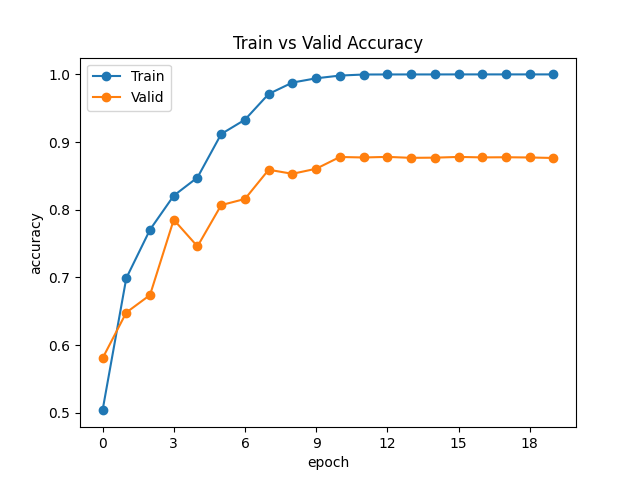 Train vs Valid Accuracy
Train
Valid
1.0
0.9
0.8
0.7
0.6
0.5
accuracy
0 3 6 9 12 15 18
epoch